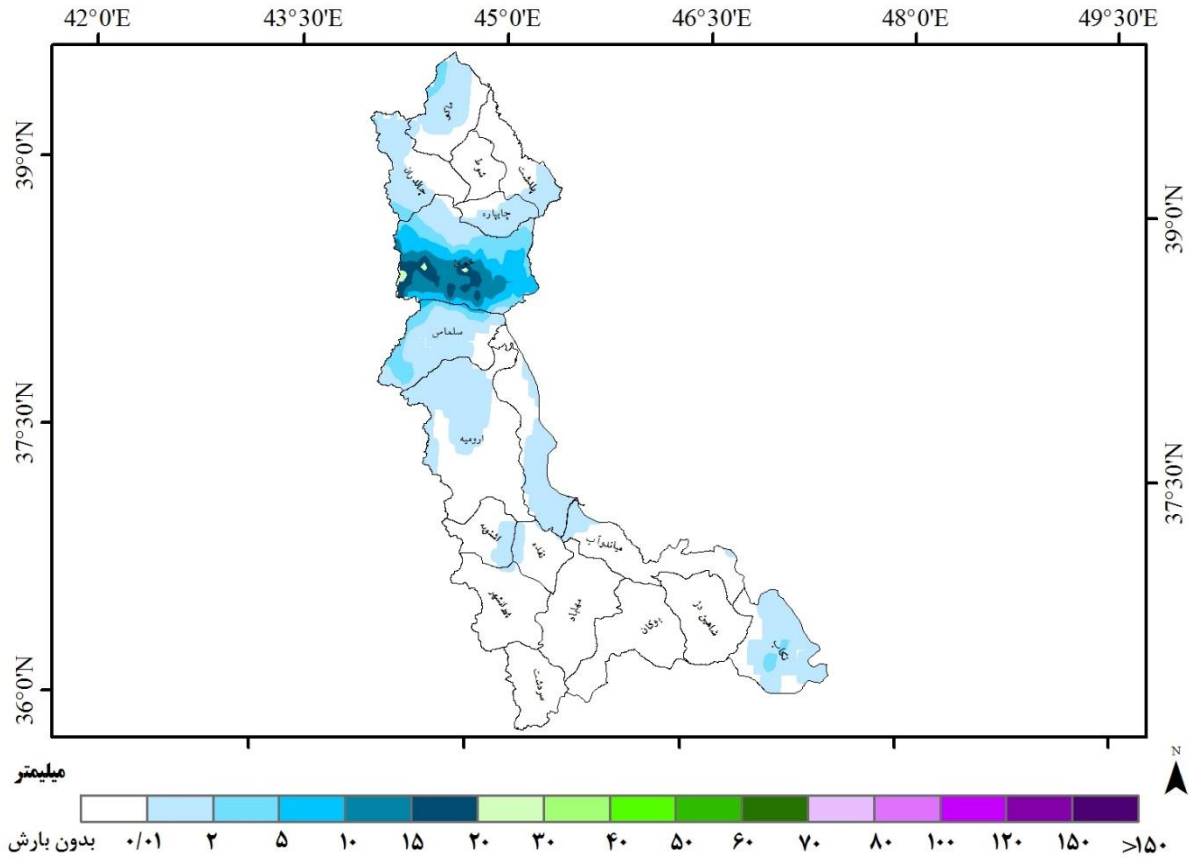 42°0'E 43°30'E 45°0'E 46°30'E 48°0'E 49°30'E
39°0'N
37°30'N
36°0'N
39°0'N
37°30'N
ماکو
شوط
پلدشت
چالدران
چایپاره
خوی
سلماس
ارومیه
اشنویه
نقده
میاندوآب
پیرانشهر
مهاباد
بوکان
شاهین دژ
تکاب
سردشت
N
میلیمتر
بدون بارش ۰/۰۱ ۲ ۵ ۱۰ ۱۵ ۲۰ ۳۰ ۴۰ ۵۰ ۶۰ ۷۰ ۸۰ ۱۰۰ ۱۲۰ ۱۵۰ >۱۵۰